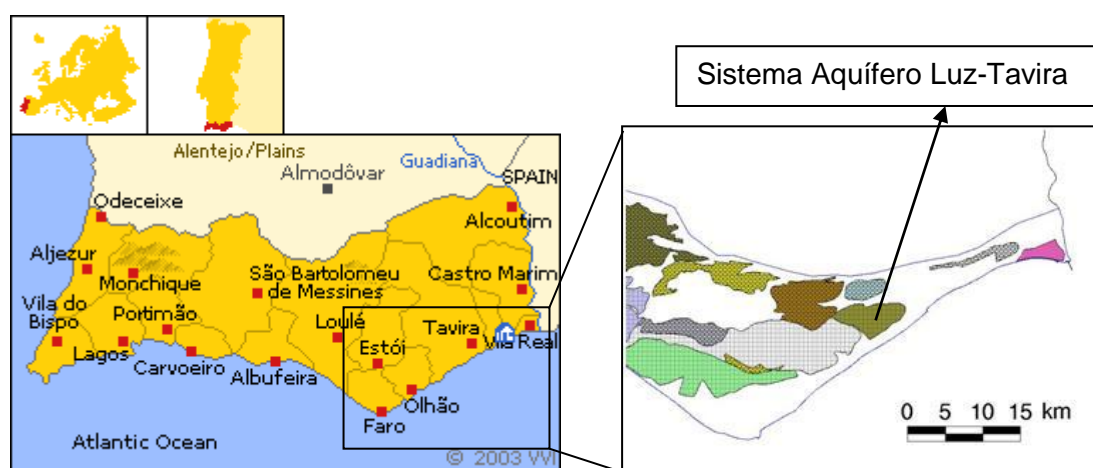 Sistema Aquífero Luz-Tavira
Alentejo/Plains
Almodôvar
Guadiana
SPAIN
Odeceixe
Alcoutim
Aljezur
Monchique
São Bartolomeu
de Messines
Castro Marim
Vila do
Bispo
Portimão
Loulé
Tavira
Vila Real
Lagos
Carvoeiro
Albufeira
Estói
Olhão
Faro
Atlantic Ocean
© 2003 VVI
0 5 10 15 km